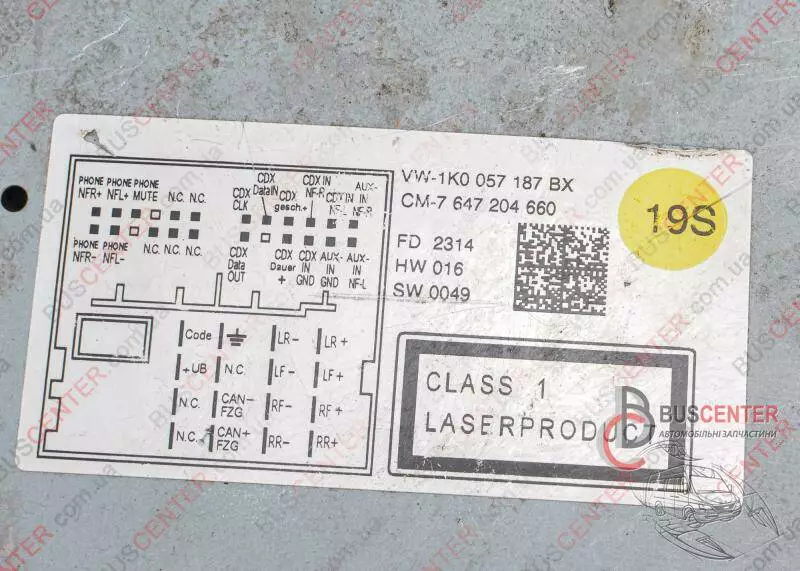 VW-1K0 057 187 BX
CM-7 647 204 660
FD 2314
HW 016
SW 0049
19S
PHONE PHONE PHONE
NFR+ NFL+ MUTE N.C. N.C.
CDX CLK
CDX DataIN
CDX gesch.+
CDX IN NF-R
CDX IN NF-L
AUX- IN NF-R
PHONE PHONE
NFR- NFL-
N.C. N.C. N.C.
CDX Data OUT
CDX Dauer +
CDX IN GND
AUX- IN GND
AUX- IN NF-L
Code LR- LR+
+UB N.C. LF- LF+
N.C. CAN- FZG RF- RF+
N.C. CAN+ FZG RR- RR+
CLASS 1
LASERPRODUCT
BUSCENTER
АВТОМОБІЛЬНІ ЗАПЧАСТИНИ
BUSCENTER.com.ua